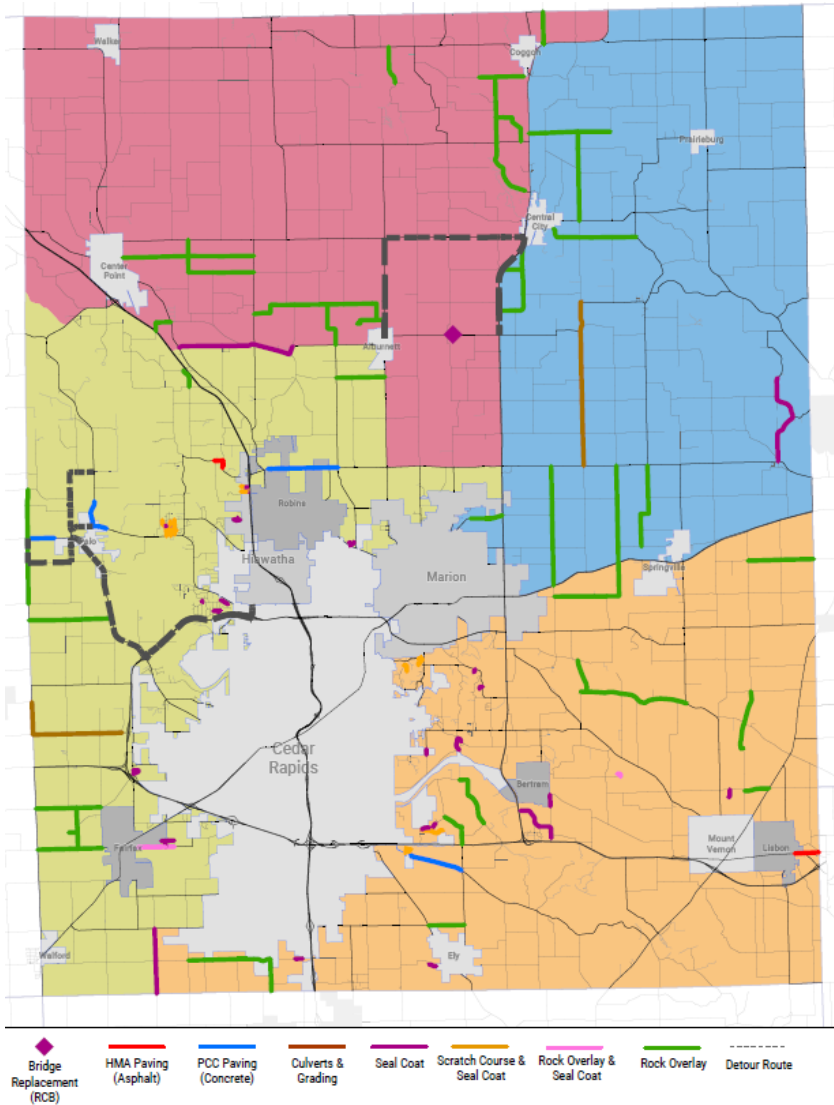 Walke
Coggon
Prairieburg
Central
City
Center
Point
Alburnett
Robins
Hiawatha
Palo
Marion
Springville
Cedar
Rapids
Bertram
Mount
Vernon
Lisbon
Fairfax
Walford
Ely
Bridge
Replacement
(RCB)
HMA Paving
(Asphalt)
PCC Paving
(Concrete)
Culverts &
Grading
Seal Coat
Scratch Course &
Seal Coat
Rock Overlay &
Seal Coat
Rock Overlay
Detour Route